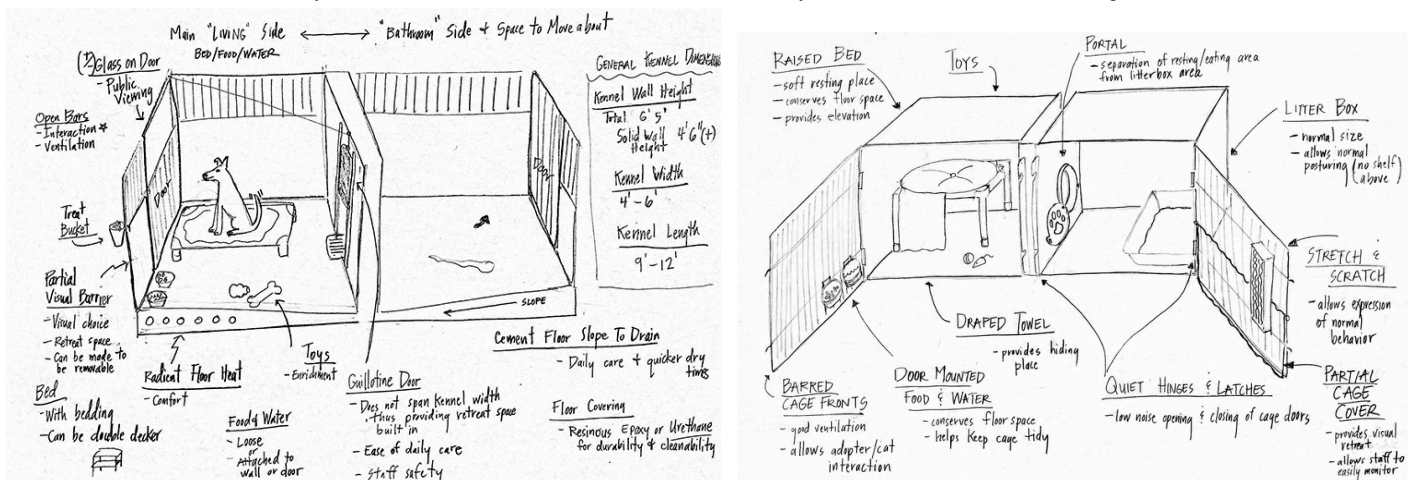 Main "LIVING" Side ⟷ "Bathroom" Side + Space to Move about
BED/FOOD/WATER
(½) Glass on Door
- Public
Viewing
Open Bars
- Interaction *
- Ventilation
Treat
Bucket
Partial
Visual Barrier
- Visual choice
- Retreat space
- Can be made to
be removable
Bed
- With bedding
- Can be double decker
Radient Floor Heat
- Comfort
Toys
- Enrichment
Food & Water
- Loose
or
- Attached to
wall or door
Guillotine Door
- Does not span Kennel width
thus providing retreat space
built in
- Ease of daily care
- Staff safety
DOOR
DOOR
SLOPE
Cement Floor Slope To Drain
- Daily care & quicker dry
times
Floor Covering
- Resinous Epoxy or Urethane
for durability & cleanability
GENERAL KENNEL DIMENSIONS
Kennel Wall Height
Total 6' 5"
Solid Wall 4'6"(+)
Height
Kennel Width
4' - 6'
Kennel Length
9' - 12'
RAISED BED
- soft resting place
- conserves floor space
- provides elevation
TOYS
PORTAL
- separation of resting/eating area
from litterbox area
LITTER BOX
- normal size
- allows normal
posturing (no shelf
above)
STRETCH &
SCRATCH
- allows expression
of normal
behavior
PARTIAL
CAGE
COVER
- provides visual
retreat
- allows staff to
easily monitor
DRAPED TOWEL
- provides hiding
place
BARRED
CAGE FRONTS
- good ventilation
- allows adopter/cat
interaction
DOOR MOUNTED
FOOD & WATER
- conserves floor space
- helps keep cage tidy
QUIET HINGES & LATCHES
- low noise opening & closing of cage doors